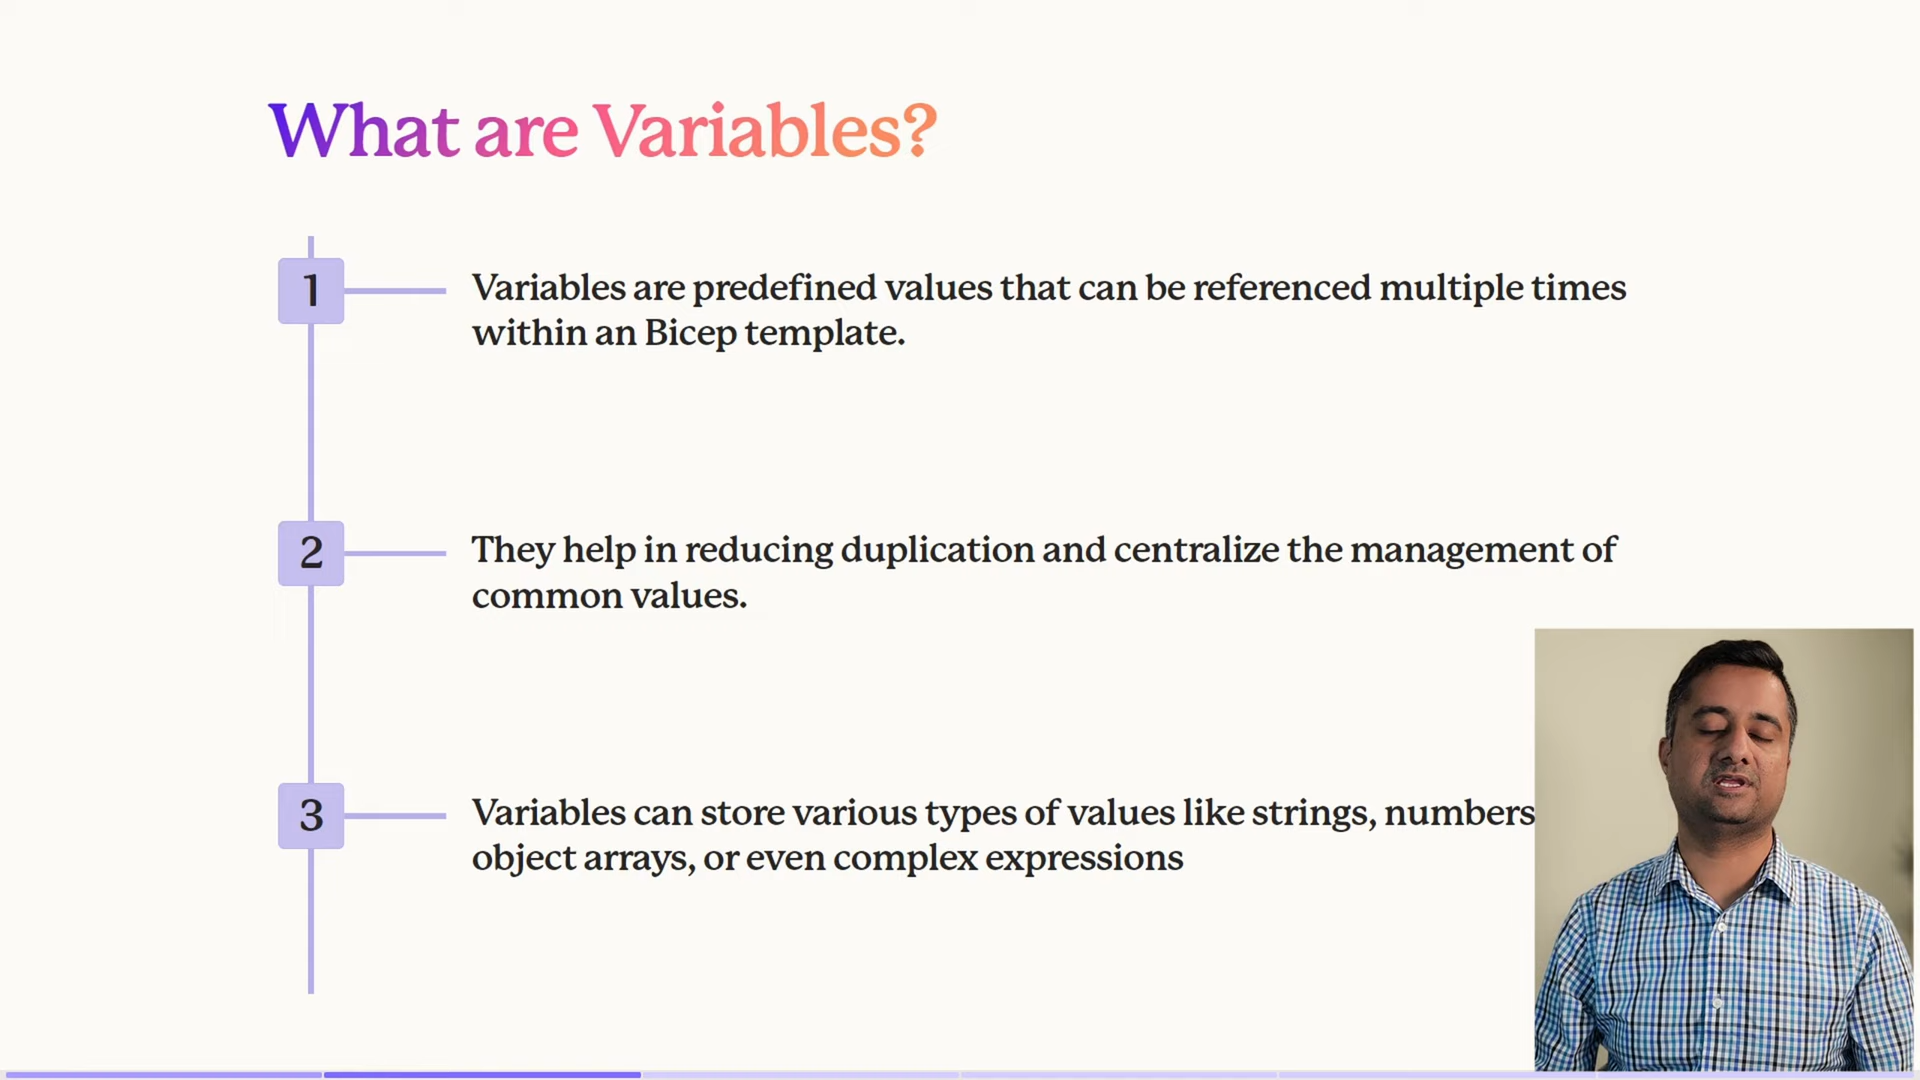 What are Variables?
1
Variables are predefined values that can be referenced multiple times
within an Bicep template.
2
They help in reducing duplication and centralize the management of
common values.
3
Variables can store various types of values like strings, numbers
object arrays, or even complex expressions